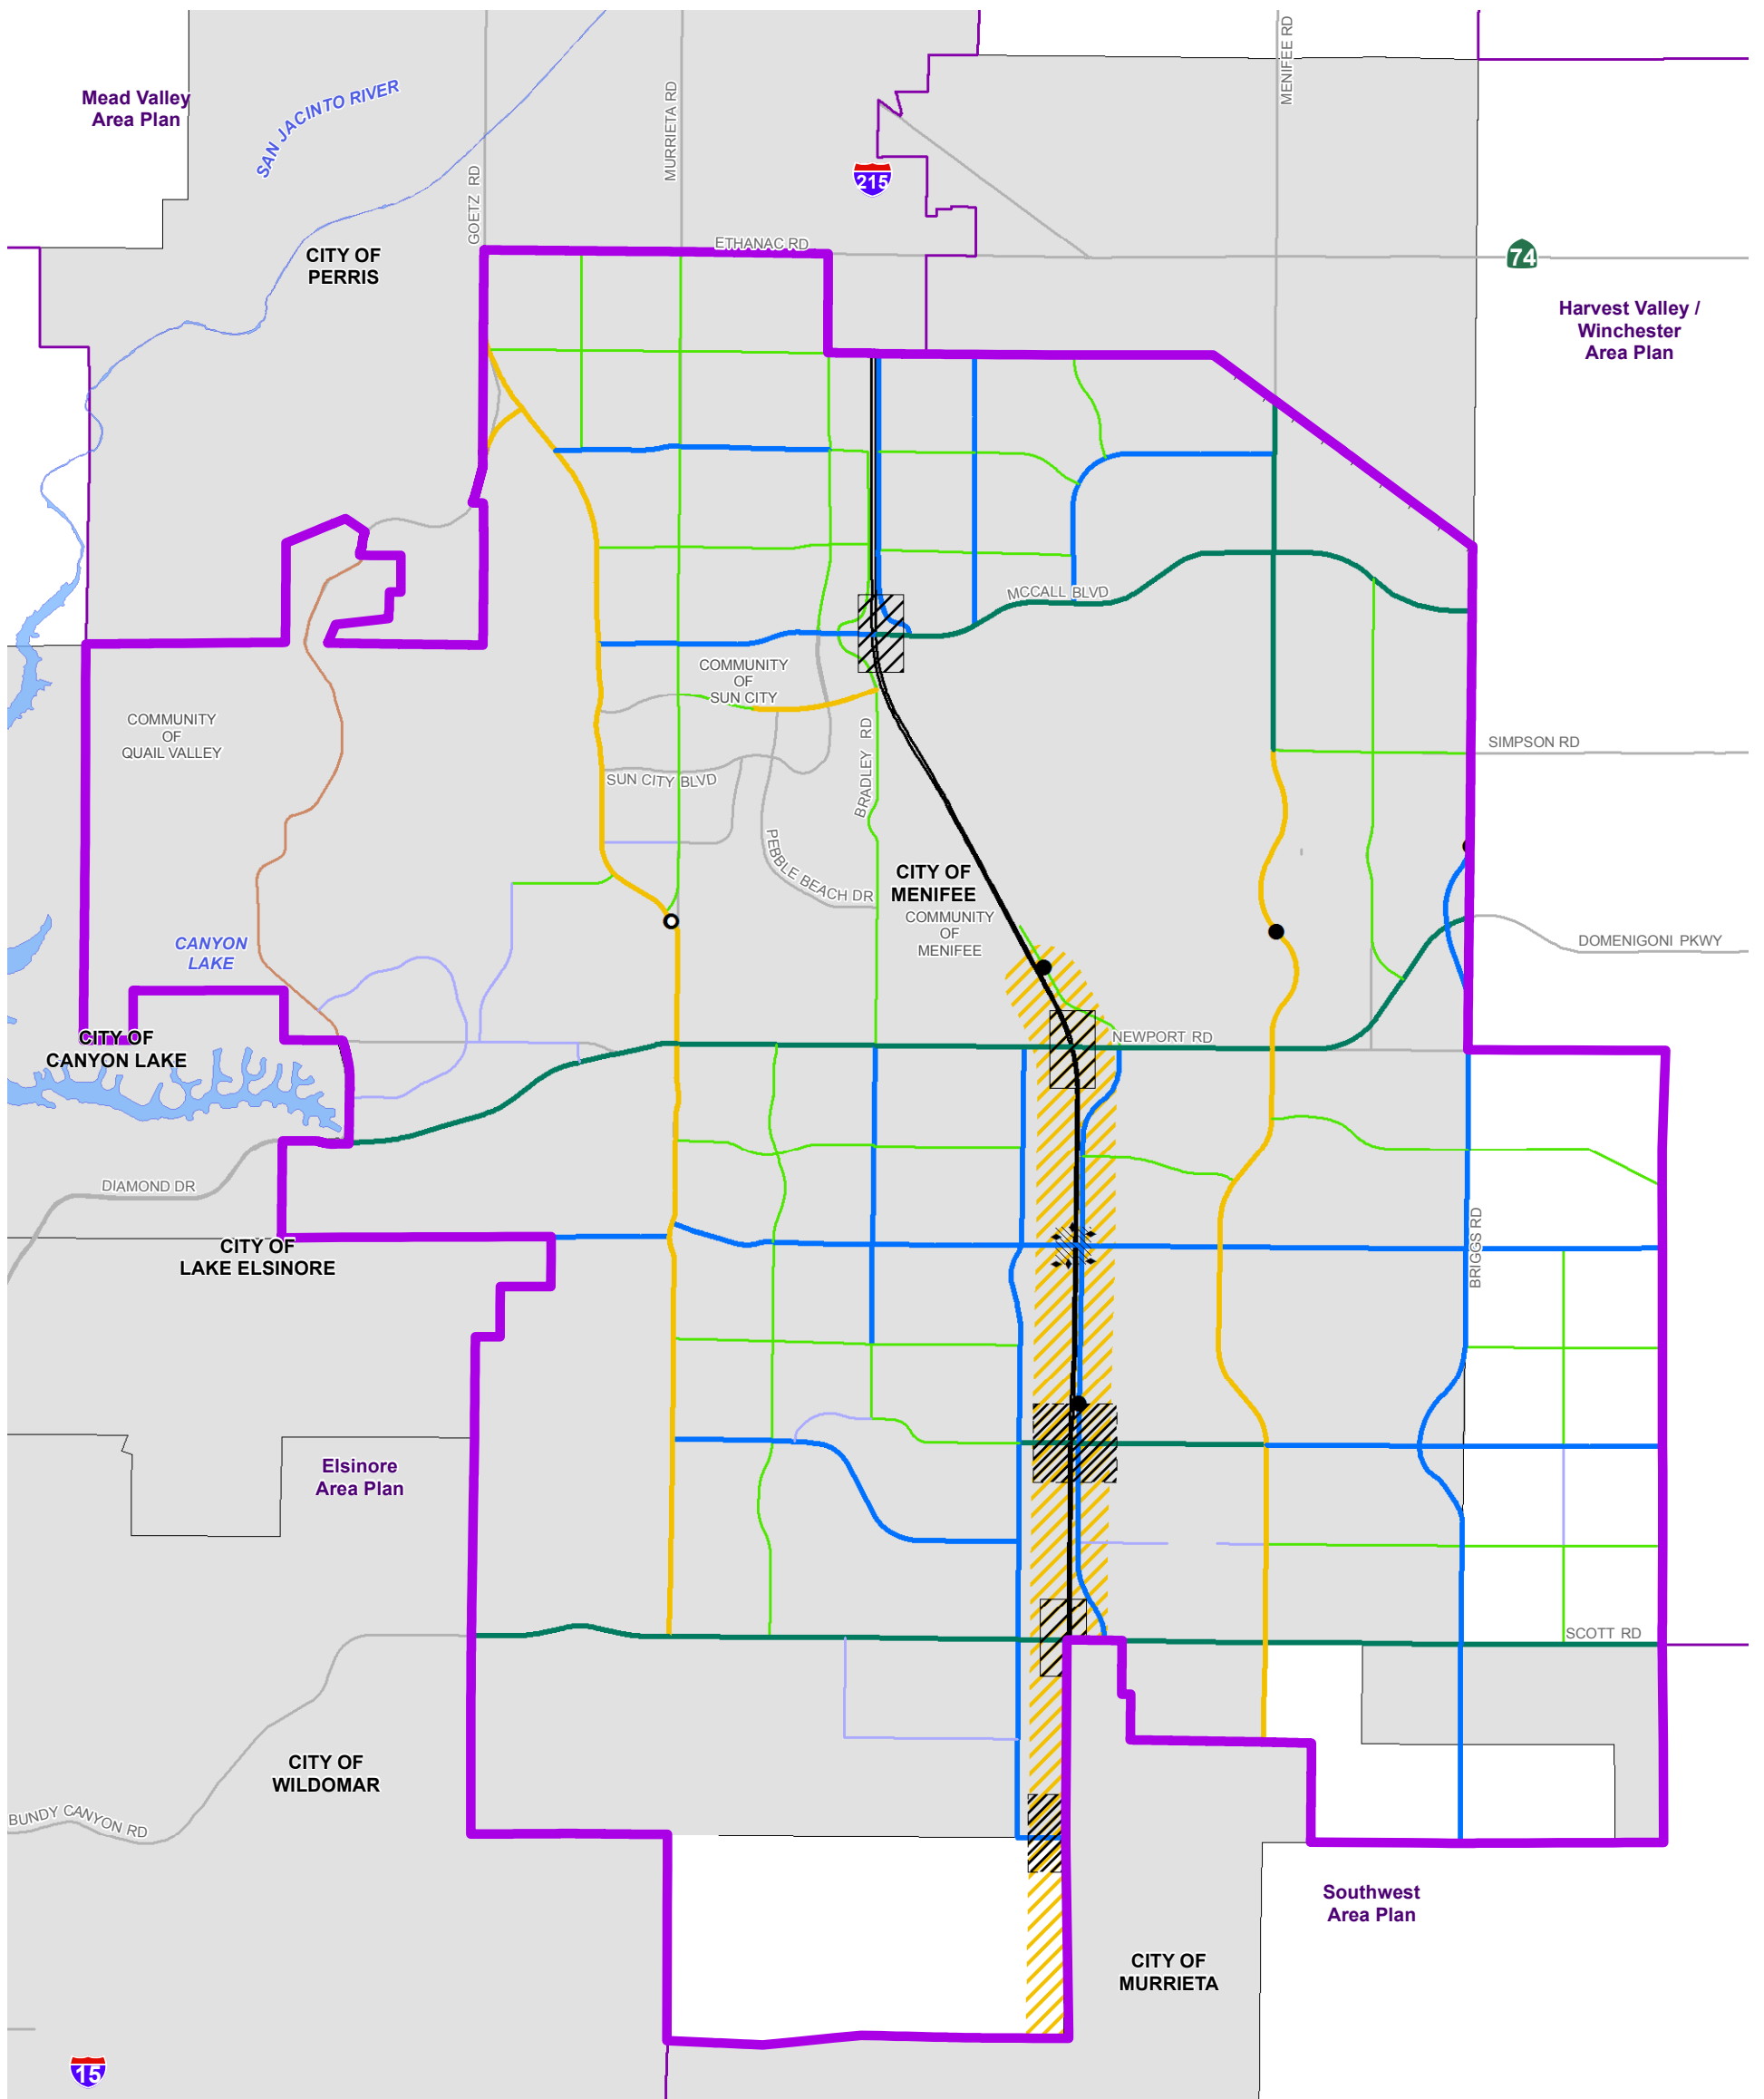 MENIFEE RD
Mead Valley
Area Plan
SAN JACINTO RIVER
MURRIETA RD
GOETZ RD
215
ETHANAC RD
74
CITY OF
PERRIS
Harvest Valley /
Winchester
Area Plan
MCCALL BLVD
COMMUNITY
OF
SUN CITY
COMMUNITY
OF
QUAIL VALLEY
BRADLEY RD
SIMPSON RD
SUN CITY BLVD
PEBBLE BEACH DR
CITY OF
MENIFEE
COMMUNITY
OF
MENIFEE
CANYON
LAKE
DOMENIGONI PKWY
CITY OF
CANYON LAKE
NEWPORT RD
DIAMOND DR
BRIGGS RD
CITY OF
LAKE ELSINORE
Elsinore
Area Plan
SCOTT RD
CITY OF
WILDOMAR
BUNDY CANYON RD
Southwest
Area Plan
CITY OF
MURRIETA
15